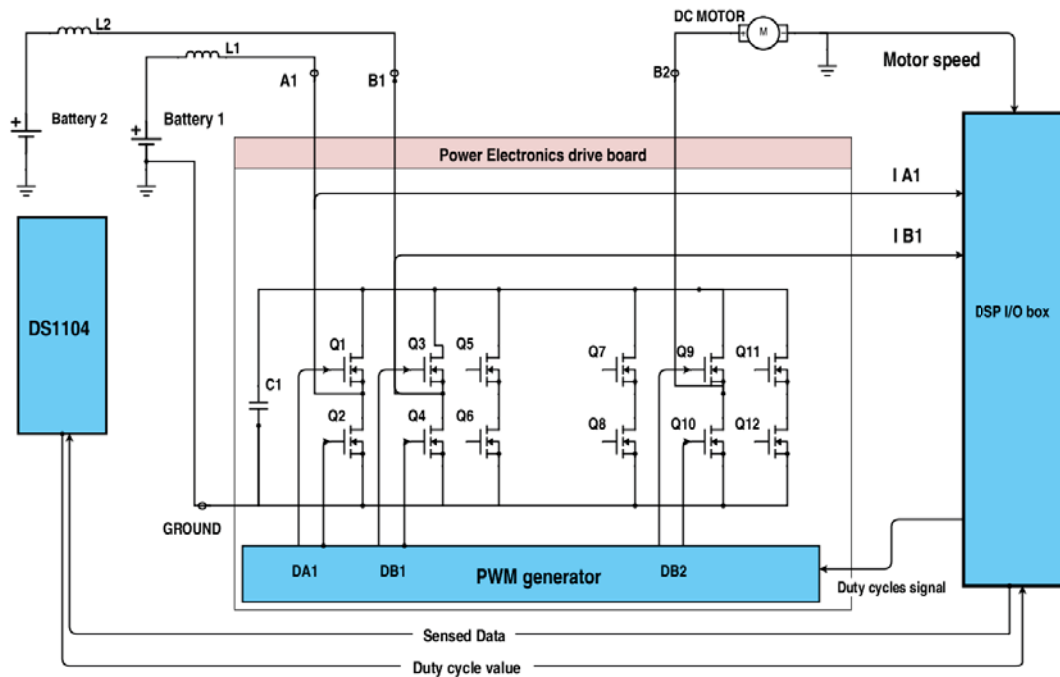 L2
DC MOTOR
+ M -
L1
A1
B1
B2
Motor speed
+
Battery 2
+
Battery 1
Power Electronics drive board
I A1
I B1
DS1104
DSP I/O box
Q1
Q3
Q5
Q7
Q9
Q11
C1
Q2
Q4
Q6
Q8
Q10
Q12
GROUND
DA1
DB1
DB2
PWM generator
Duty cycles signal
Sensed Data
Duty cycle value